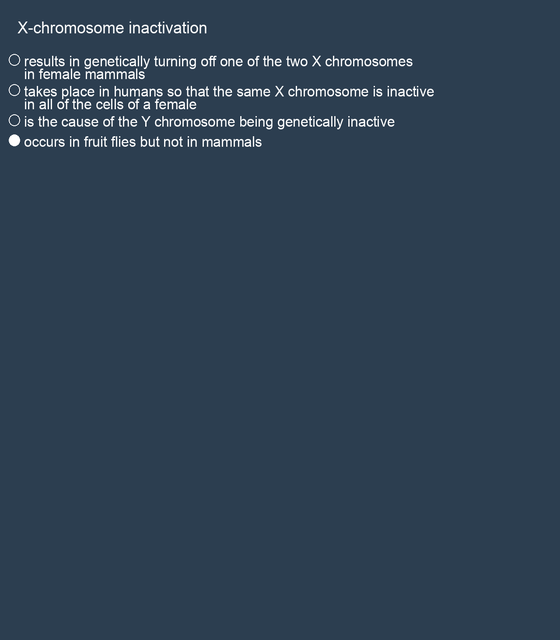 X-chromosome inactivation
results in genetically turning off one of the two X chromosomes
in female mammals
takes place in humans so that the same X chromosome is inactive
in all of the cells of a female
is the cause of the Y chromosome being genetically inactive
occurs in fruit flies but not in mammals